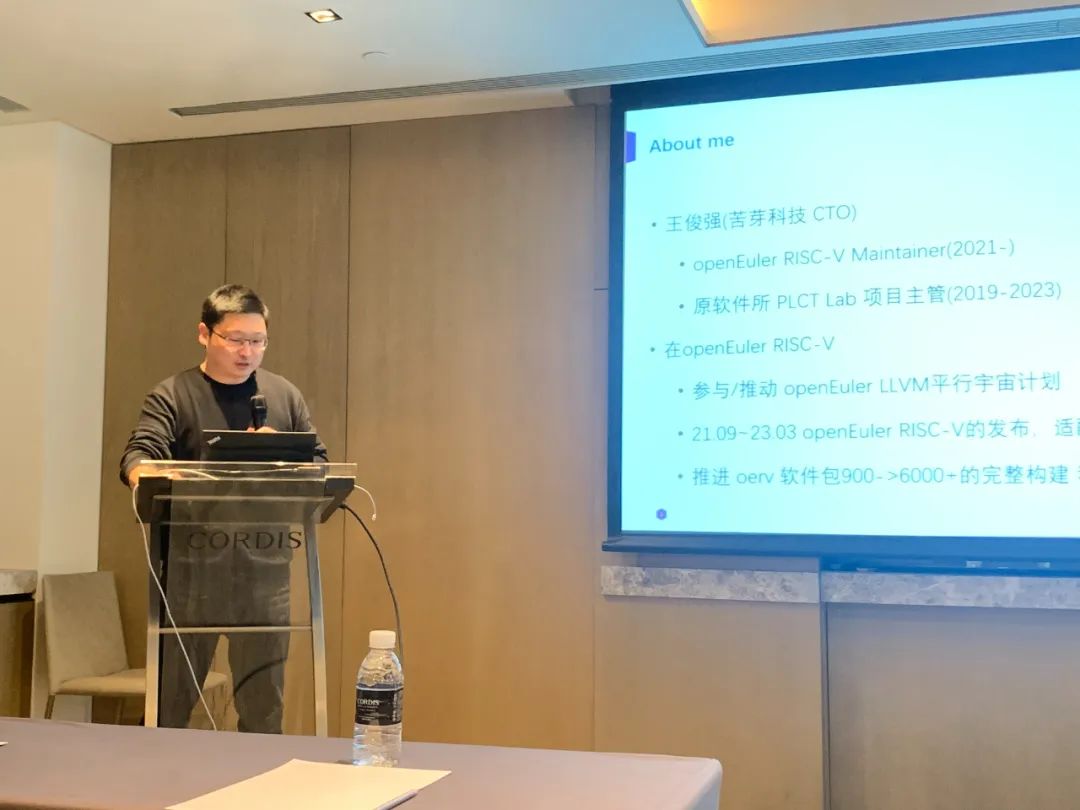 About me
• 王俊强(苦芽科技 CTO)
• openEuler RISC-V Maintainer(2021-)
• 原软件所 PLCT Lab 项目主管(2019-2023)
• 在openEuler RISC-V
• 参与/推动 openEuler LLVM平行宇宙计划
• 21.09~23.03 openEuler RISC-V的发布、适
• 推进 oerv 软件包900->6000+的完整构建
CORDIS
CORDIS